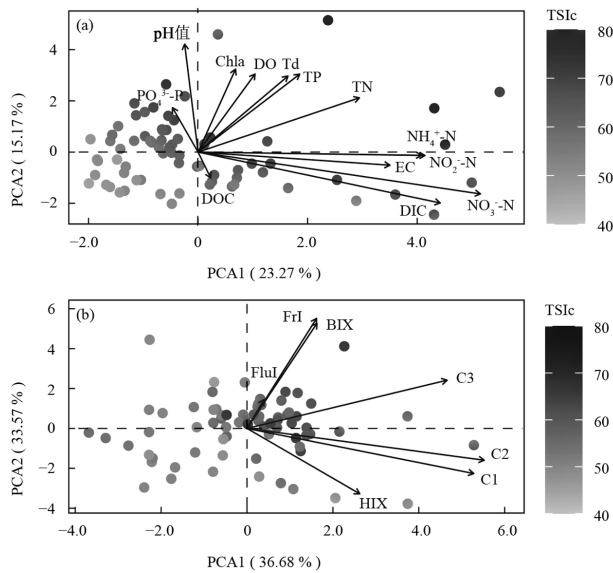 (a)
TSIc
pH值
Chla
DO
Td
TP
TN
PO₄³⁻-P
NH₄⁺-N
NO₂⁻-N
EC
DOC
DIC
NO₃⁻-N
4
2
0
−2
PCA2 ( 15.17 % )
−2.0
0
2.0
4.0
6.0
PCA1 ( 23.27 % )
80
70
60
50
40
(b)
TSIc
FrI
BIX
FluI
C3
C2
C1
HIX
6
4
2
0
−2
−4
PCA2 ( 33.57 % )
−4.0
−2.0
0
2.0
4.0
6.0
PCA1 ( 36.68 % )
80
70
60
50
40